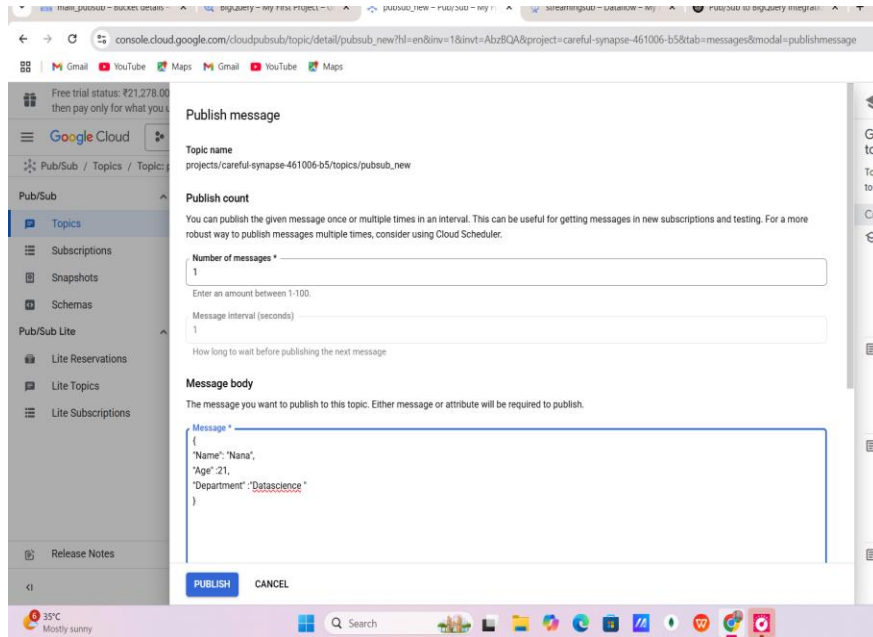 main_pubsub – Bucket details –
BigQuery – My First Project –
pubsub_new – Pub/Sub – My Fi
streamingsub – Dataflow – My
Pub/Sub to BigQuery Integrati
console.cloud.google.com/cloudpubsub/topic/detail/pubsub_new?hl=en&inv=1&invt=AbzBQA&project=careful-synapse-461006-b5&tab=messages&modal=publishmessage
Gmail YouTube Maps Gmail YouTube Maps
Free trial status: ₹21,278.00
then pay only for what you u
Google Cloud
Pub/Sub / Topics / Topic: p
Pub/Sub
Topics
Subscriptions
Snapshots
Schemas
Pub/Sub Lite
Lite Reservations
Lite Topics
Lite Subscriptions
Release Notes
Publish message
Topic name
projects/careful-synapse-461006-b5/topics/pubsub_new
Publish count
You can publish the given message once or multiple times in an interval. This can be useful for getting messages in new subscriptions and testing. For a more
robust way to publish messages multiple times, consider using Cloud Scheduler.
Number of messages *
1
Enter an amount between 1-100.
Message interval (seconds)
1
How long to wait before publishing the next message
Message body
The message you want to publish to this topic. Either message or attribute will be required to publish.
Message *
{
"Name": "Nana",
"Age" :21,
"Department" :"Datascience "
}
PUBLISH CANCEL
6
35°C
Mostly sunny
Search